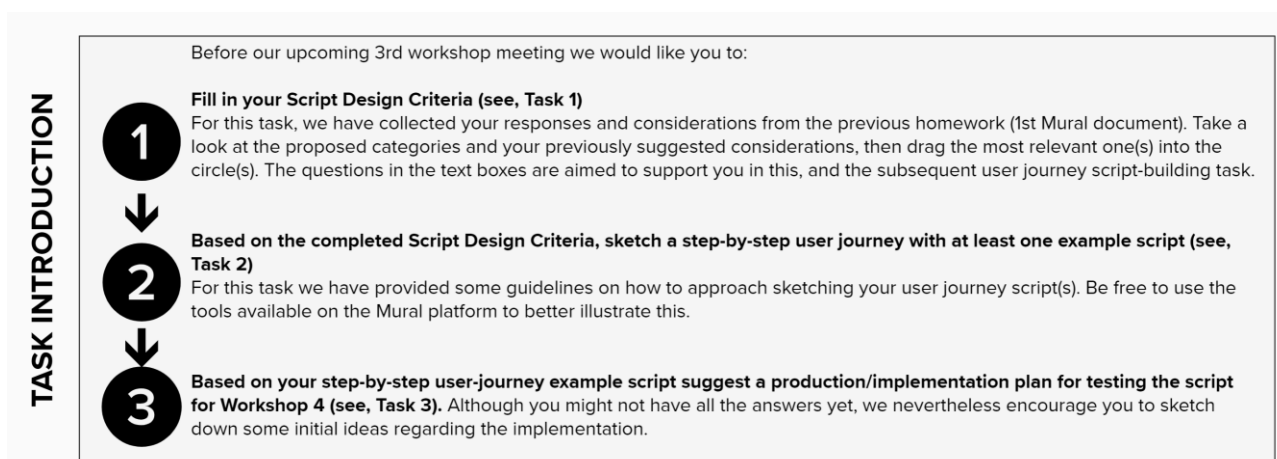 TASK INTRODUCTION
Before our upcoming 3rd workshop meeting we would like you to:
1
Fill in your Script Design Criteria (see, Task 1)
For this task, we have collected your responses and considerations from the previous homework (1st Mural document). Take a
look at the proposed categories and your previously suggested considerations, then drag the most relevant one(s) into the
circle(s). The questions in the text boxes are aimed to support you in this, and the subsequent user journey script-building task.
2
Based on the completed Script Design Criteria, sketch a step-by-step user journey with at least one example script (see,
Task 2)
For this task we have provided some guidelines on how to approach sketching your user journey script(s). Be free to use the
tools available on the Mural platform to better illustrate this.
3
Based on your step-by-step user-journey example script suggest a production/implementation plan for testing the script
for Workshop 4 (see, Task 3). Although you might not have all the answers yet, we nevertheless encourage you to sketch
down some initial ideas regarding the implementation.